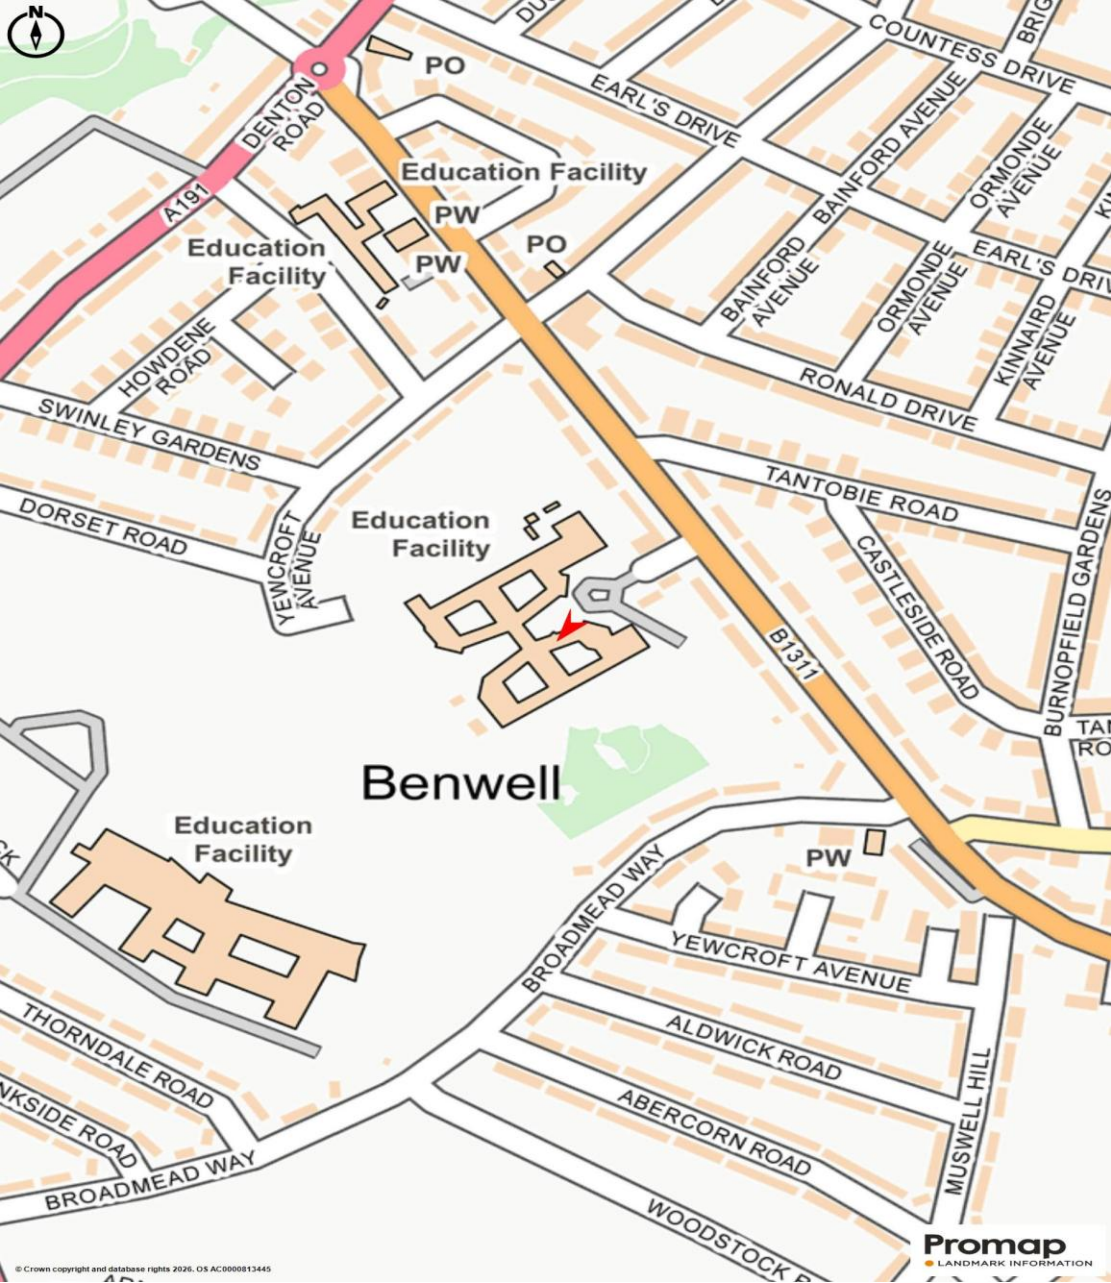 N
PO
EARL'S DRIVE
COUNTESS DRIVE
DENTON
ROAD
A191
Education Facility
PW
PW
PO
Education
Facility
BAINFORD AVENUE
BAINFORD
AVENUE
ORMONDE
AVENUE
ORMONDE
AVENUE
EARL'S DRIV
KINNAIRD
AVENUE
HOWDENE
ROAD
RONALD DRIVE
SWINLEY GARDENS
DORSET ROAD
YEWCROFT
AVENUE
Education
Facility
TANTOBIE ROAD
CASTLESIDE ROAD
BURNOPFIELD GARDENS
B1311
TAN
RO
Benwell
Education
Facility
PW
BROADMEAD WAY
YEWCROFT AVENUE
ALDWICK ROAD
ABERCORN ROAD
MUSWELL HILL
THORNDALE ROAD
NKSIDE ROAD
BROADMEAD WAY
WOODSTOCK R
Promap
LANDMARK INFORMATION
© Crown copyright and database rights 2026. OS AC0000813445